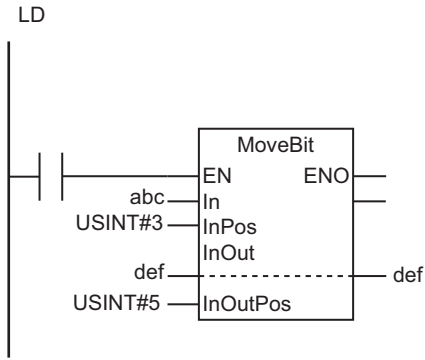 LD
MoveBit
EN ENO
abc In
USINT#3 InPos
InOut
def def
USINT#5 InOutPos